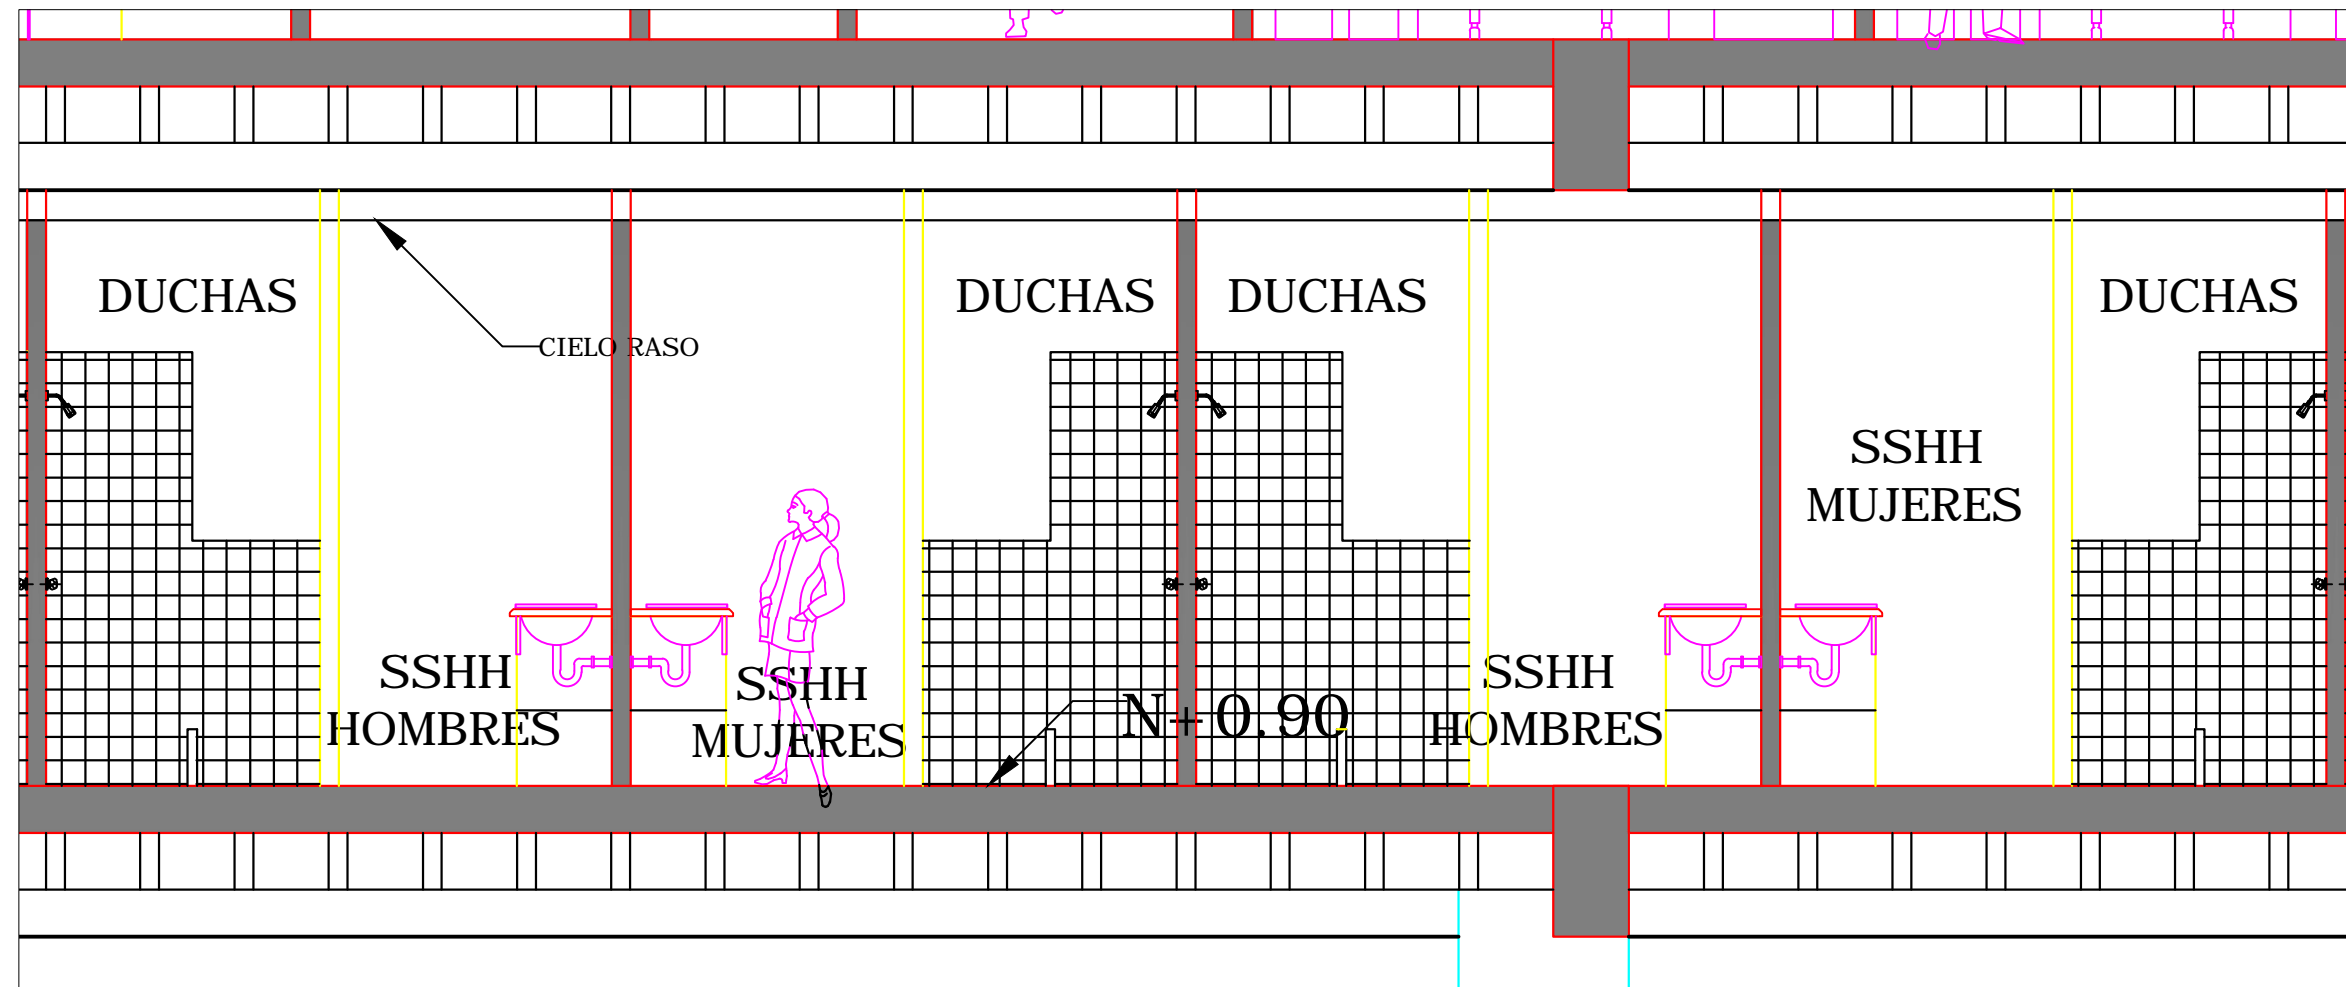 DUCHAS
DUCHAS
DUCHAS
DUCHAS
CIELO RASO
SSHH
MUJERES
SSHH
HOMBRES
SSHH
MUJERES
N+0.90
SSHH
HOMBRES